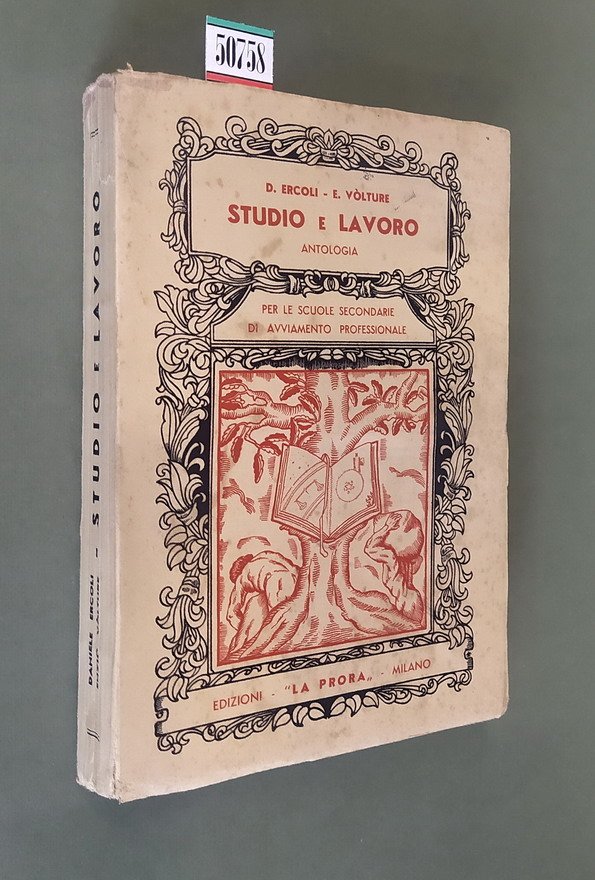 50758
D. ERCOLI - E. VÒLTURE
STUDIO E LAVORO
ANTOLOGIA
PER LE SCUOLE SECONDARIE
DI AVVIAMENTO PROFESSIONALE
EDIZIONI - "LA PRORA„ - MILANO
DANIELE ERCOLI
— STUDIO E LAVORO